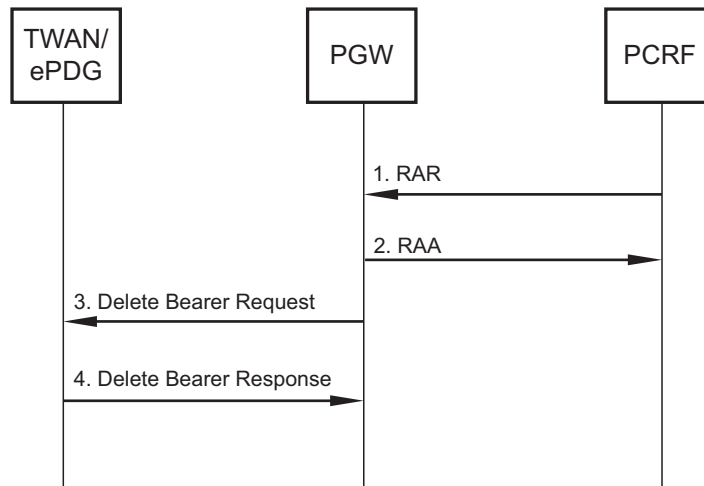 TWAN/
ePDG
PGW
PCRF
1. RAR
2. RAA
3. Delete Bearer Request
4. Delete Bearer Response